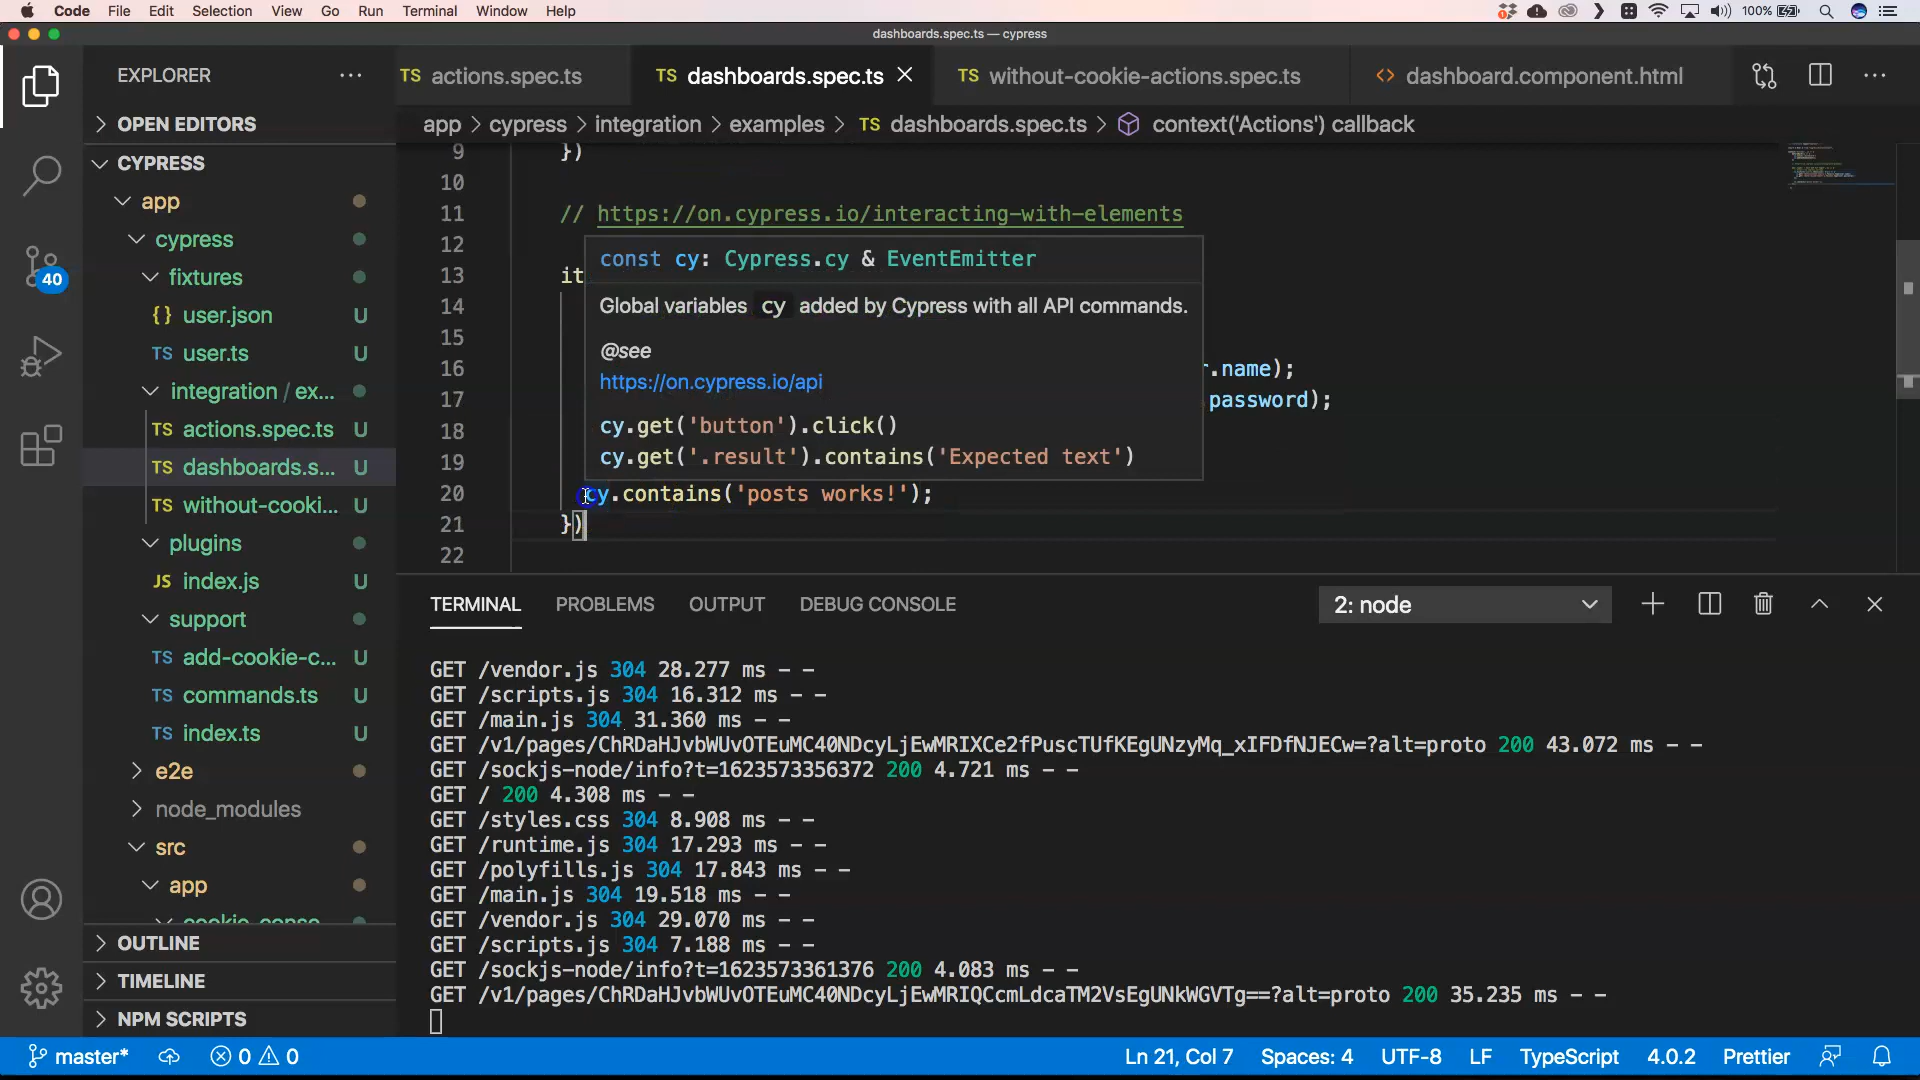 Code File Edit Selection View Go Run Terminal Window Help 100%
dashboards.spec.ts — cypress
EXPLORER ...
TS actions.spec.ts TS dashboards.spec.ts TS without-cookie-actions.spec.ts <> dashboard.component.html ...
app > cypress > integration > examples > TS dashboards.spec.ts > context('Actions') callback
OPEN EDITORS
CYPRESS
app
cypress
fixtures
{} user.json U
TS user.ts U
integration / ex...
TS actions.spec.ts U
TS dashboards.s... U
TS without-cooki... U
plugins
JS index.js U
support
TS add-cookie-c... U
TS commands.ts U
TS index.ts U
e2e
node_modules
src
app
OUTLINE
TIMELINE
NPM SCRIPTS
40
9 })
10
11 // https://on.cypress.io/interacting-with-elements
12
13 it
14
15
16 .name);
17 password);
18
19
20 cy.contains('posts works!');
21 })
22
const cy: Cypress.cy & EventEmitter
Global variables cy added by Cypress with all API commands.
@see
https://on.cypress.io/api
cy.get('button').click()
cy.get('.result').contains('Expected text')
TERMINAL PROBLEMS OUTPUT DEBUG CONSOLE 2: node
GET /vendor.js 304 28.277 ms - -
GET /scripts.js 304 16.312 ms - -
GET /main.js 304 31.360 ms - -
GET /v1/pages/ChRDaHJvbWUvOTEuMC40NDcyLjEwMRIXCe2fPuscTUfKEgUNzyMq_xIFDfNJECw=?alt=proto 200 43.072 ms - -
GET /sockjs-node/info?t=1623573356372 200 4.721 ms - -
GET / 200 4.308 ms - -
GET /styles.css 304 8.908 ms - -
GET /runtime.js 304 17.293 ms - -
GET /polyfills.js 304 17.843 ms - -
GET /main.js 304 19.518 ms - -
GET /vendor.js 304 29.070 ms - -
GET /scripts.js 304 7.188 ms - -
GET /sockjs-node/info?t=1623573361376 200 4.083 ms - -
GET /v1/pages/ChRDaHJvbWUvOTEuMC40NDcyLjEwMRIQCcmLdcaTM2VsEgUNkWGVTg==?alt=proto 200 35.235 ms - -
master* 0 0 Ln 21, Col 7 Spaces: 4 UTF-8 LF TypeScript 4.0.2 Prettier